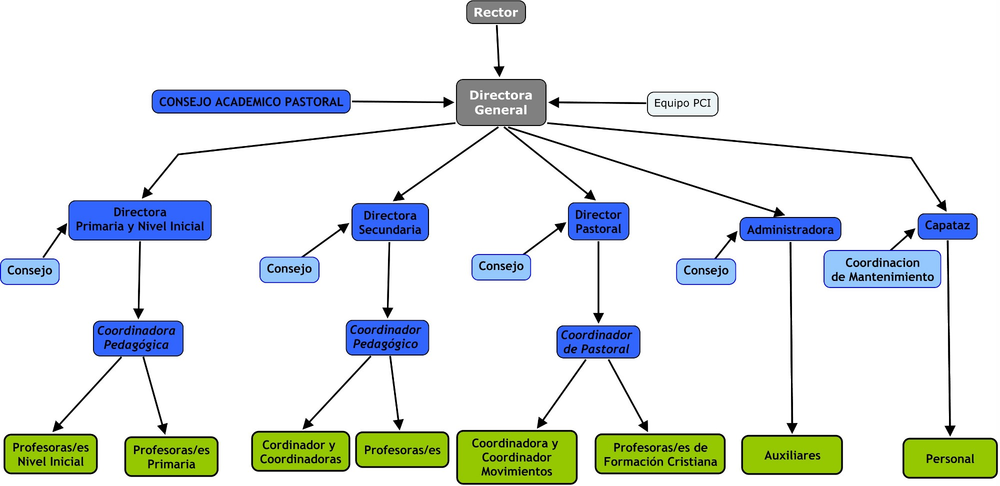 Rector
CONSEJO ACADEMICO PASTORAL
Directora
General
Equipo PCI
Directora
Primaria y Nivel Inicial
Directora
Secundaria
Director
Pastoral
Administradora
Capataz
Consejo
Consejo
Consejo
Consejo
Coordinacion
de Mantenimiento
Coordinadora
Pedagógica
Coordinador
Pedagógico
Coordinador
de Pastoral
Profesoras/es
Nivel Inicial
Profesoras/es
Primaria
Cordinador y
Coordinadoras
Profesoras/es
Coordinadora y
Coordinador
Movimientos
Profesoras/es de
Formación Cristiana
Auxiliares
Personal